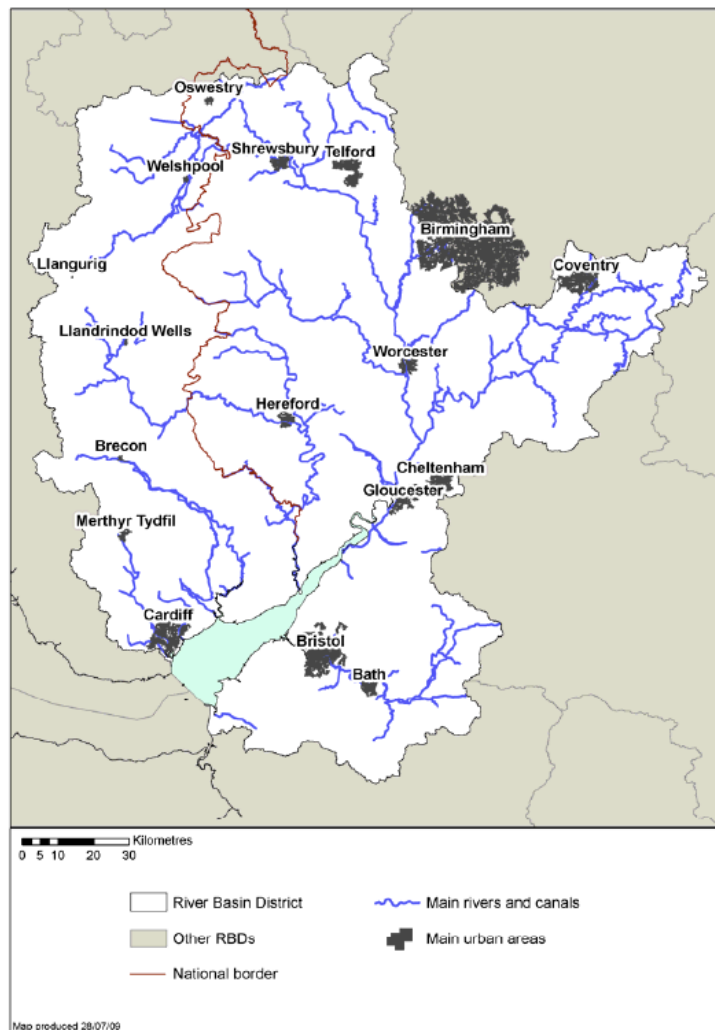 Oswestry
Shrewsbury
Telford
Welshpool
Birmingham
Llangurig
Coventry
Llandrindod Wells
Worcester
Hereford
Brecon
Cheltenham
Gloucester
Merthyr Tydfil
Cardiff
Bristol
Bath
Kilometres
0 5 10 20 30
River Basin District
Main rivers and canals
Other RBDs
Main urban areas
National border
Map produced 28/07/09